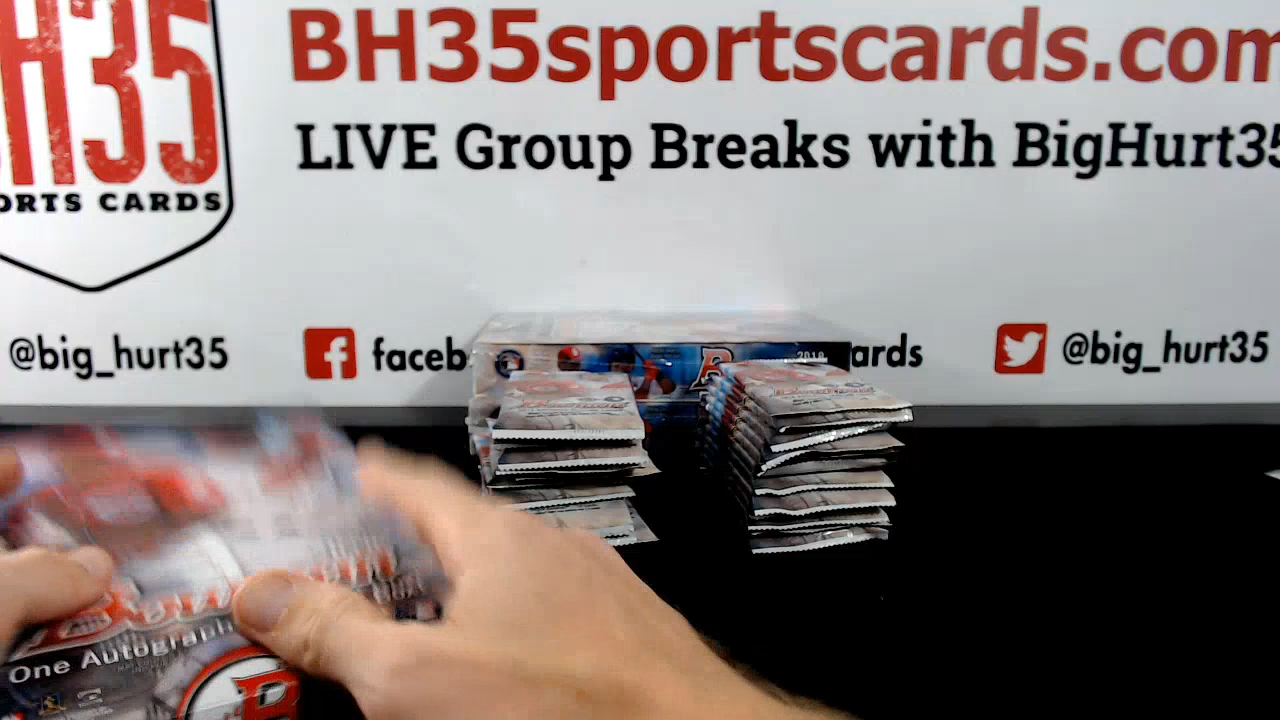 H35
ORTS CARDS
BH35sportscards.com
LIVE Group Breaks with BigHurt35
@big_hurt35
faceb
ards
@big_hurt35
2018
B
One Autograph
B